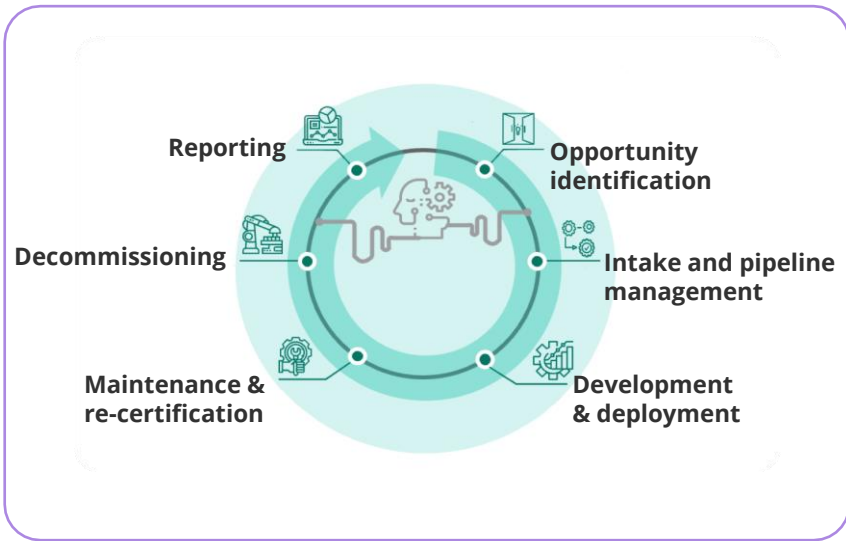 Reporting
Opportunity
identification
Decommissioning
Intake and pipeline
management
Maintenance &
re-certification
Development
& deployment